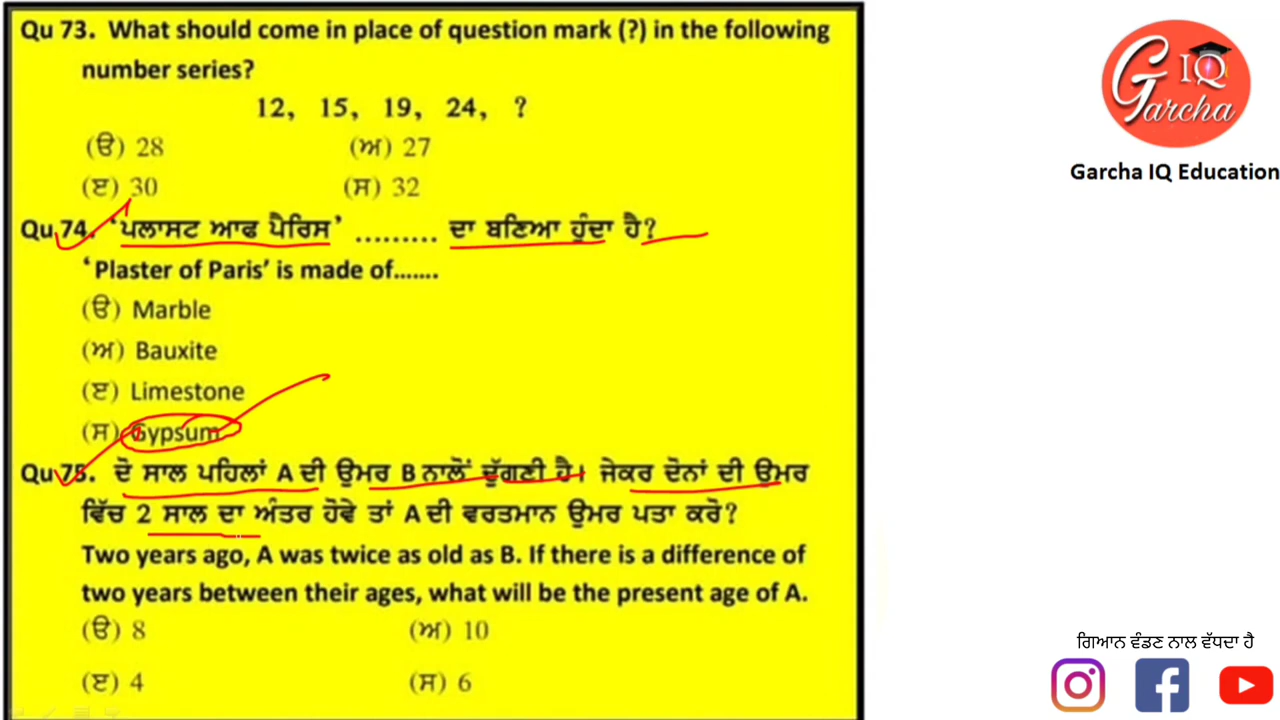 Qu 73. What should come in place of question mark (?) in the following
number series?
12, 15, 19, 24, ?
(ੳ) 28 (ਅ) 27
(ੲ) 30 (ਸ) 32
Qu 74. ‘ਪਲਾਸਟ ਆਫ ਪੈਰਿਸ’ ......... ਦਾ ਬਣਿਆ ਹੁੰਦਾ ਹੈ?
‘Plaster of Paris’ is made of.......
(ੳ) Marble
(ਅ) Bauxite
(ੲ) Limestone
(ਸ) Gypsum
Qu 75. ਦੋ ਸਾਲ ਪਹਿਲਾਂ A ਦੀ ਉਮਰ B ਨਾਲੋਂ ਦੁੱਗਣੀ ਹੈ। ਜੇਕਰ ਦੋਨਾਂ ਦੀ ਉਮਰ
ਵਿੱਚ 2 ਸਾਲ ਦਾ ਅੰਤਰ ਹੋਵੇ ਤਾਂ A ਦੀ ਵਰਤਮਾਨ ਉਮਰ ਪਤਾ ਕਰੋ?
Two years ago, A was twice as old as B. If there is a difference of
two years between their ages, what will be the present age of A.
(ੳ) 8 (ਅ) 10
(ੲ) 4 (ਸ) 6
IQ
Garcha
Garcha IQ Education
ਗਿਆਨ ਵੰਡਣ ਨਾਲ ਵੱਧਦਾ ਹੈ